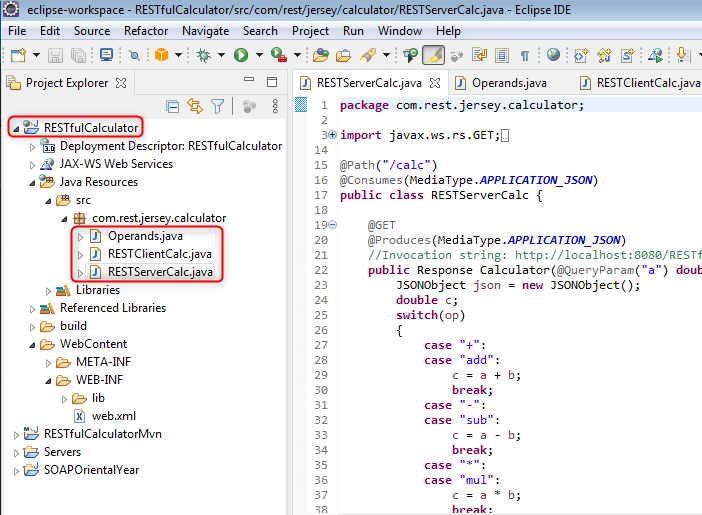 eclipse-workspace - RESTfulCalculator/src/com/rest/jersey/calculator/RESTServerCalc.java - Eclipse IDE
File Edit Source Refactor Navigate Search Project Run Window Help
Project Explorer
RESTfulCalculator
Deployment Descriptor: RESTfulCalculator
JAX-WS Web Services
Java Resources
src
com.rest.jersey.calculator
Operands.java
RESTClientCalc.java
RESTServerCalc.java
Libraries
Referenced Libraries
build
WebContent
META-INF
WEB-INF
lib
web.xml
RESTfulCalculatorMvn
Servers
SOAPOrientalYear
RESTServerCalc.java Operands.java RESTClientCalc.java
1 package com.rest.jersey.calculator;
2
3 import javax.ws.rs.GET;
14
15 @Path("/calc")
16 @Consumes(MediaType.APPLICATION_JSON)
17 public class RESTServerCalc {
18
19 @GET
20 @Produces(MediaType.APPLICATION_JSON)
21 //Invocation string: http://localhost:8080/RESTf
22 public Response Calculator(@QueryParam("a") doub
23 JSONObject json = new JSONObject();
24 double c;
25 switch(op)
26 {
27 case "+":
28 case "add":
29 c = a + b;
30 break;
31 case "-":
32 case "sub":
33 c = a - b;
34 break;
35 case "*":
36 case "mul":
37 c = a * b;
38 break;